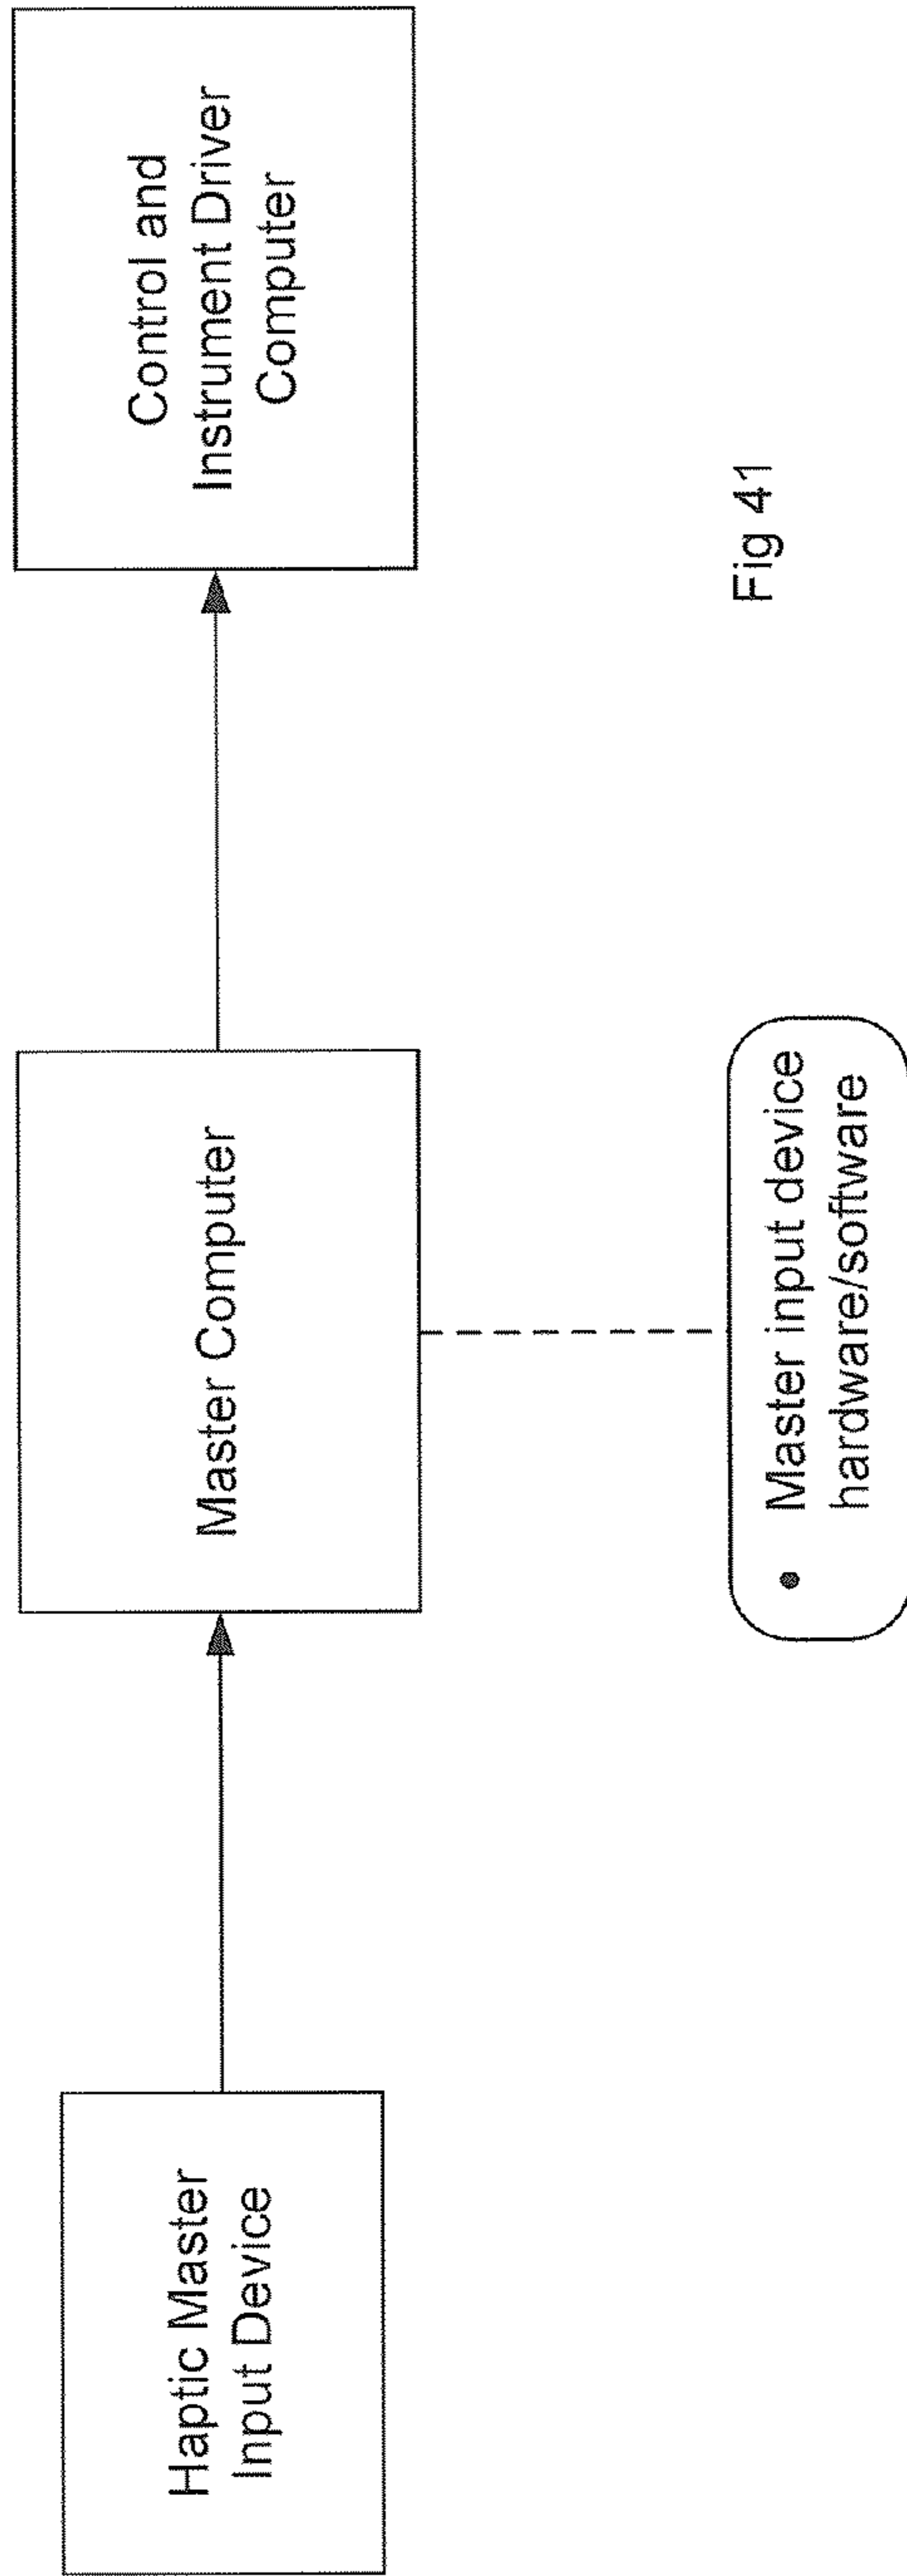 Haptic Master
Input Device
Master Computer
Control and
Instrument Driver
Computer
● Master input device
hardware/software
Fig 41